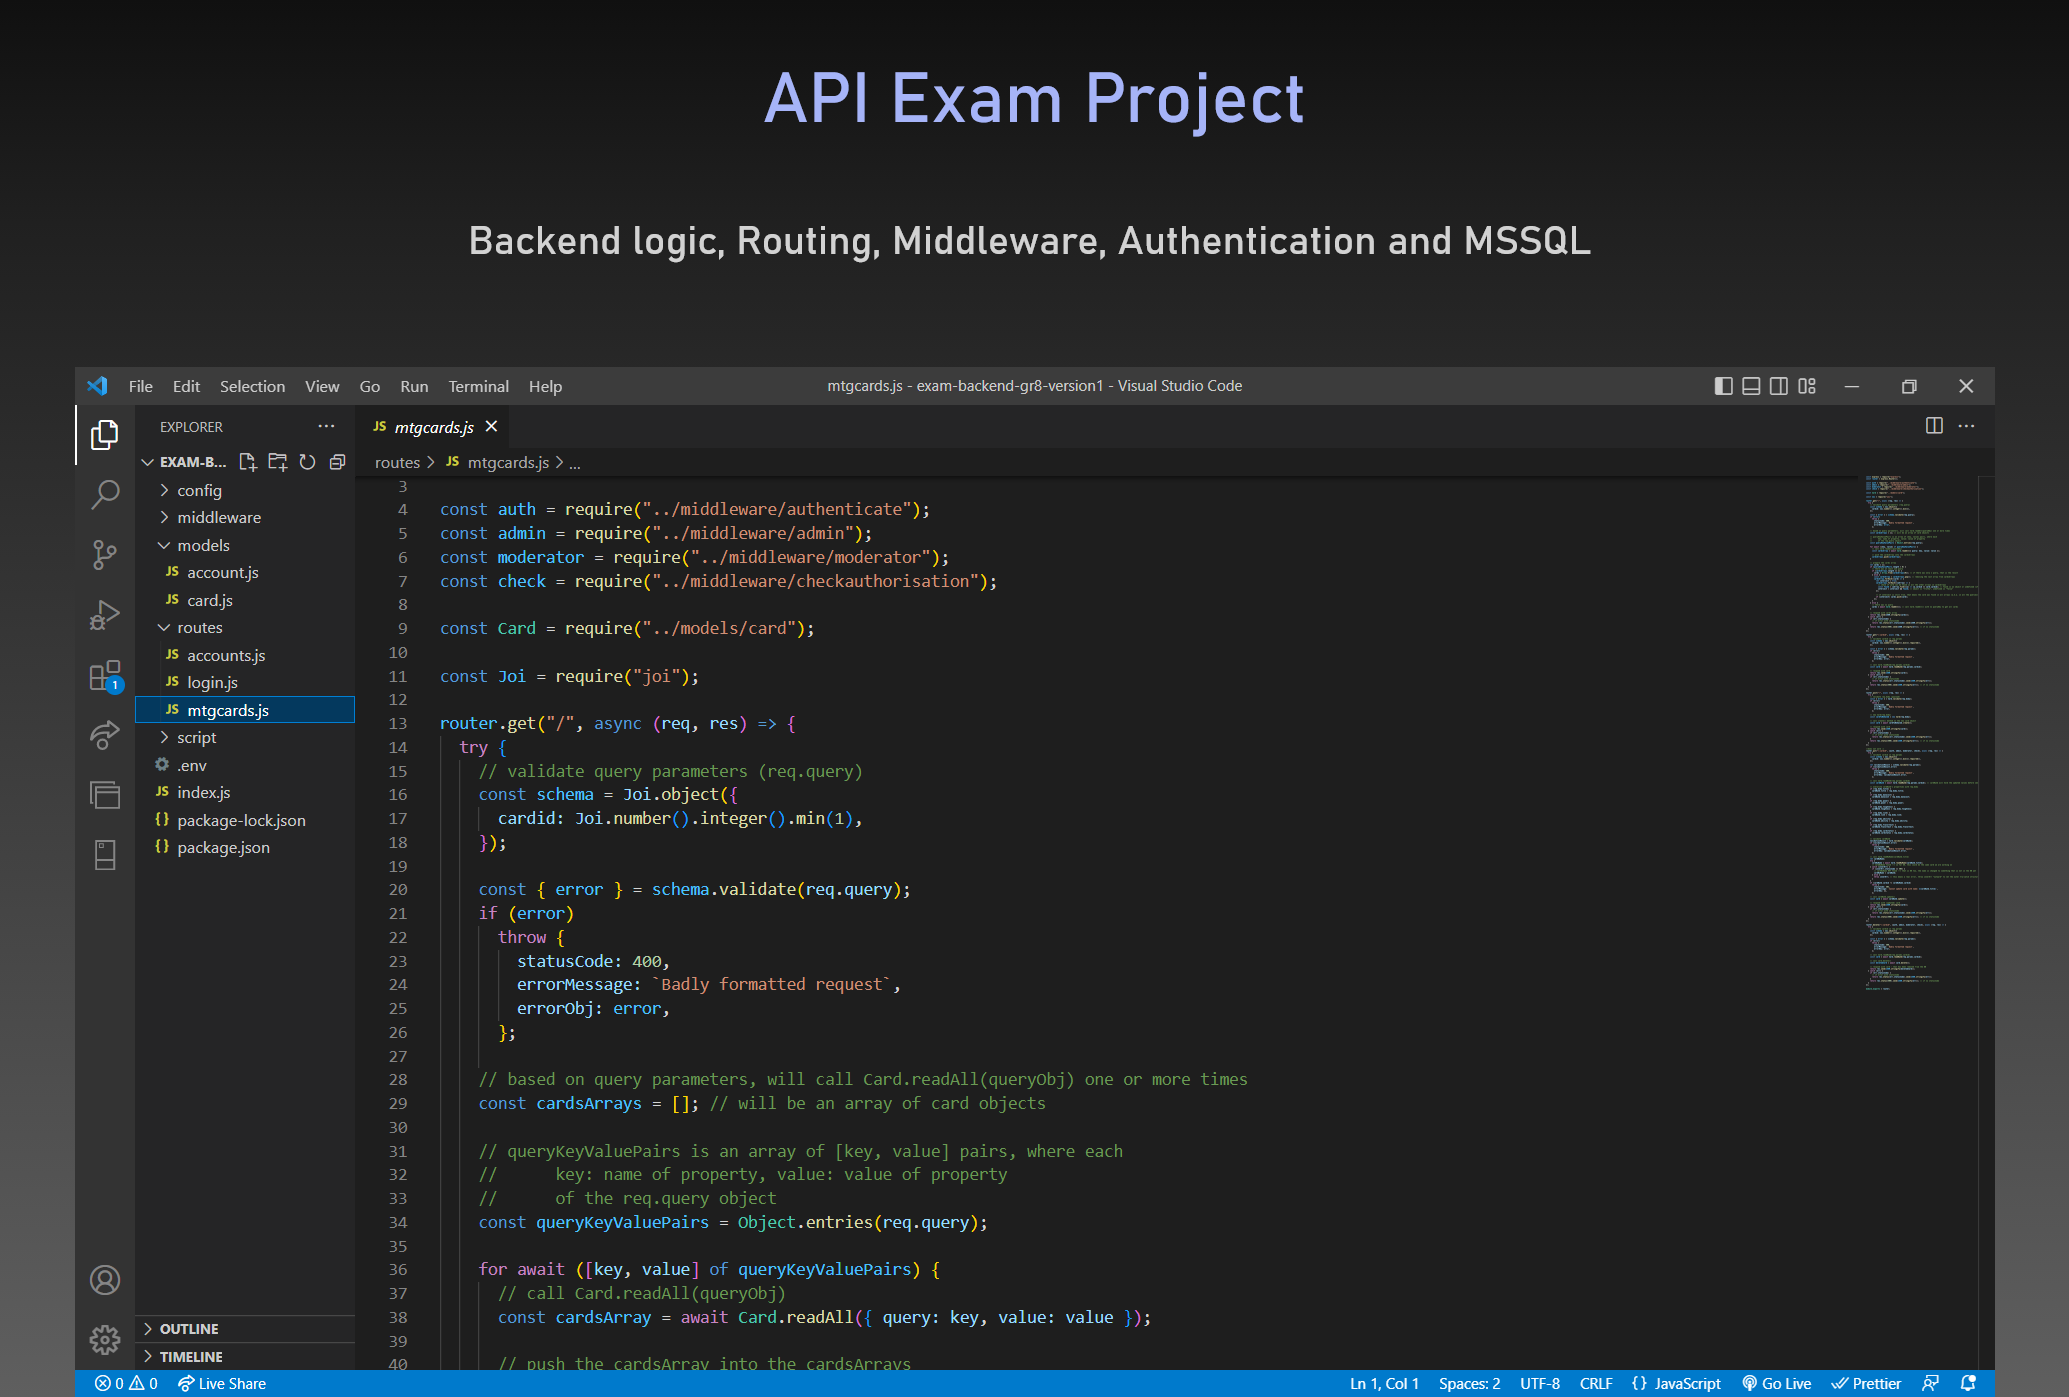 API Exam Project
Backend logic, Routing, Middleware, Authentication and MSSQL
File Edit Selection View Go Run Terminal Help
mtgcards.js - exam-backend-gr8-version1 - Visual Studio Code
EXPLORER
JS mtgcards.js
EXAM-B...
routes > JS mtgcards.js > ...
config
middleware
models
JS account.js
JS card.js
routes
JS accounts.js
JS login.js
JS mtgcards.js
script
.env
JS index.js
{} package-lock.json
{} package.json
1
OUTLINE
TIMELINE
3
4 const auth = require("../middleware/authenticate");
5 const admin = require("../middleware/admin");
6 const moderator = require("../middleware/moderator");
7 const check = require("../middleware/checkauthorisation");
8
9 const Card = require("../models/card");
10
11 const Joi = require("joi");
12
13 router.get("/", async (req, res) => {
14 try {
15 // validate query parameters (req.query)
16 const schema = Joi.object({
17 cardid: Joi.number().integer().min(1),
18 });
19
20 const { error } = schema.validate(req.query);
21 if (error)
22 throw {
23 statusCode: 400,
24 errorMessage: `Badly formatted request`,
25 errorObj: error,
26 };
27
28 // based on query parameters, will call Card.readAll(queryObj) one or more times
29 const cardsArrays = []; // will be an array of card objects
30
31 // queryKeyValuePairs is an array of [key, value] pairs, where each
32 // key: name of property, value: value of property
33 // of the req.query object
34 const queryKeyValuePairs = Object.entries(req.query);
35
36 for await ([key, value] of queryKeyValuePairs) {
37 // call Card.readAll(queryObj)
38 const cardsArray = await Card.readAll({ query: key, value: value });
39
40 // push the cardsArray into the cardsArrays
0 0 Live Share
Ln 1, Col 1 Spaces: 2 UTF-8 CRLF {} JavaScript Go Live Prettier